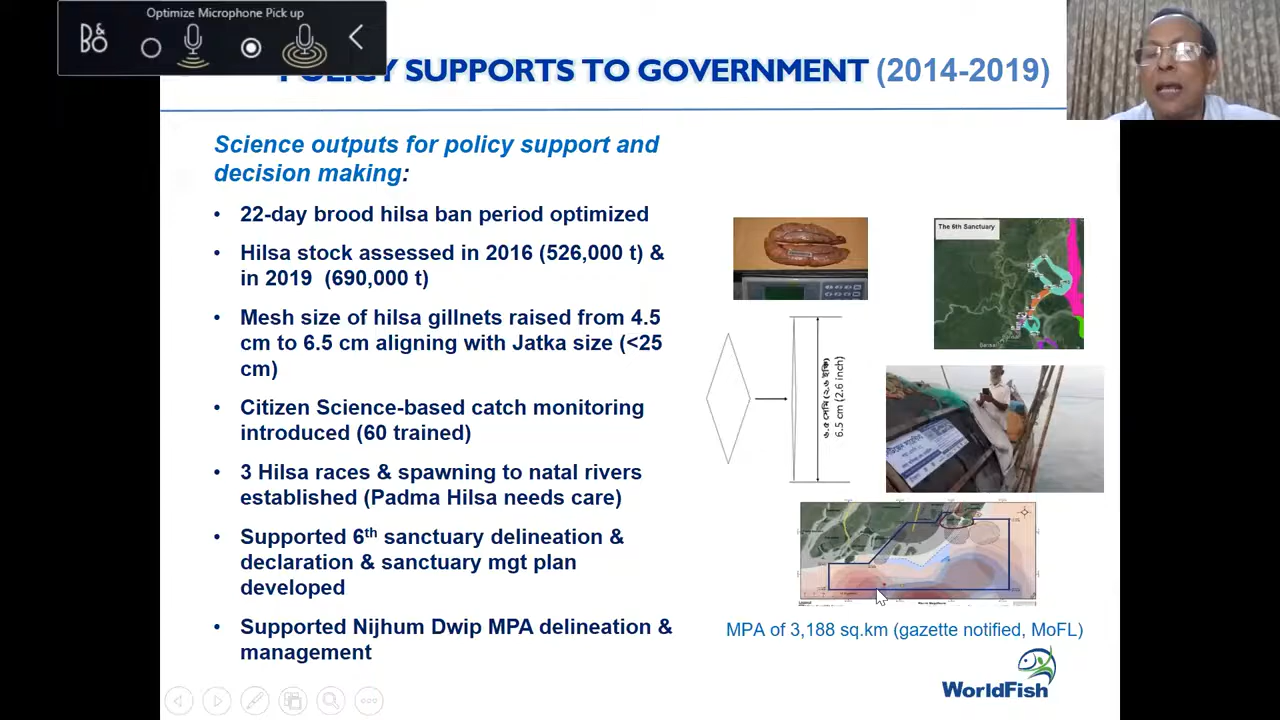 Optimize Microphone Pick up
B&O
POLICY SUPPORTS TO GOVERNMENT (2014-2019)
Science outputs for policy support and
decision making:
• 22-day brood hilsa ban period optimized
• Hilsa stock assessed in 2016 (526,000 t) &
in 2019 (690,000 t)
• Mesh size of hilsa gillnets raised from 4.5
cm to 6.5 cm aligning with Jatka size (<25
cm)
• Citizen Science-based catch monitoring
introduced (60 trained)
• 3 Hilsa races & spawning to natal rivers
established (Padma Hilsa needs care)
• Supported 6th sanctuary delineation &
declaration & sanctuary mgt plan
developed
• Supported Nijhum Dwip MPA delineation &
management
The 6th Sanctuary
৬.৫ সেমি (২.৬ ইঞ্চি)
6.5 cm (2.6 inch)
MPA of 3,188 sq.km (gazette notified, MoFL)
WorldFish